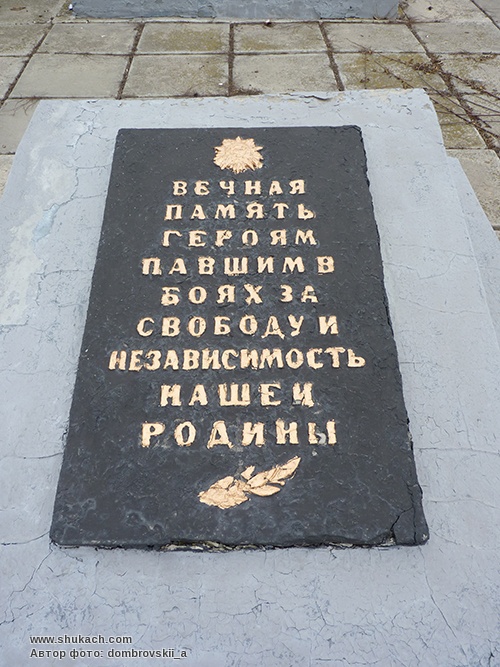 ВЕЧНАЯ
ПАМЯТЬ
ГЕРОЯМ
ПАВШИМ В
БОЯХ ЗА
СВОБОДУ И
НЕЗАВИСИМОСТЬ
НАШЕЙ
РОДИНЫ
www.shukach.com
Автор фото: dombrovskii_a